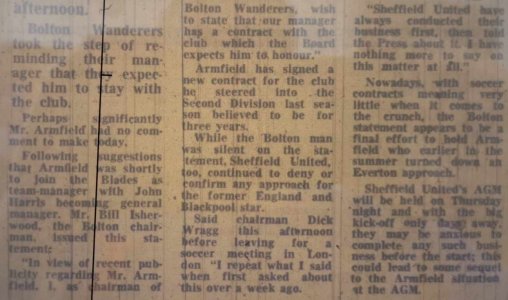 afternoon.
Bolton Wanderers
took the step of re-
minding their man-
ager that they expec-
ted him to stay with
the club.
Perhaps significantly
Mr. Armfield had no com-
ment to make today.
Following suggestions
that Armfield was shortly
to join the Blades as
team-manager with John
Harris becoming general
manager. Mr. Bill Isher-
wood, the Bolton chair-
man, issued this sta-
tement:
"In view of recent pub-
licity regarding Mr. Arm-
field, I, as chairman of
Bolton Wanderers, wish
to state that our manager
has a contract with the
club which the Board
expects him to honour."
Armfield has signed a
new contract for the club
he steered into the
Second Division last sea-
son believed to be for
three years.
While the Bolton man
was silent on the sta-
tement, Sheffield United,
too, continued to deny or
confirm any approach for
the former England and
Blackpool star.
Said chairman Dick
Wragg this afternoon
before leaving for a
soccer meeting in Lon-
don "I repeat what I said
when first asked about
this over a week ago.
"Sheffield United have
always conducted their
business first, then told
the Press about it. I have
nothing more to say on
this matter at all."
Nowadays, with soccer
contracts meaning very
little when it comes to
the crunch, the Bolton
statement appears to be a
final effort to hold Arm-
field who earlier in the
summer turned down an
Everton approach.
Sheffield United's AGM
will be held on Thursday
night and with the big
kick-off only days away,
they may be anxious to
complete any such busi-
ness before the start; this
could lead to some sequel
to the Armfield situation
at the AGM.